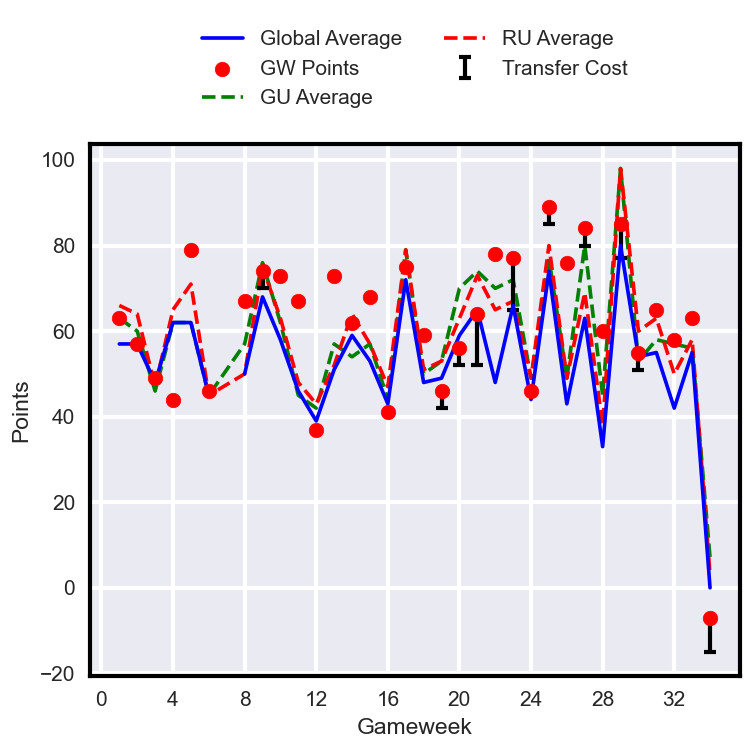 Global Average
GW Points
GU Average
RU Average
Transfer Cost
100
80
60
40
20
0
−20
Points
0 4 8 12 16 20 24 28 32
Gameweek